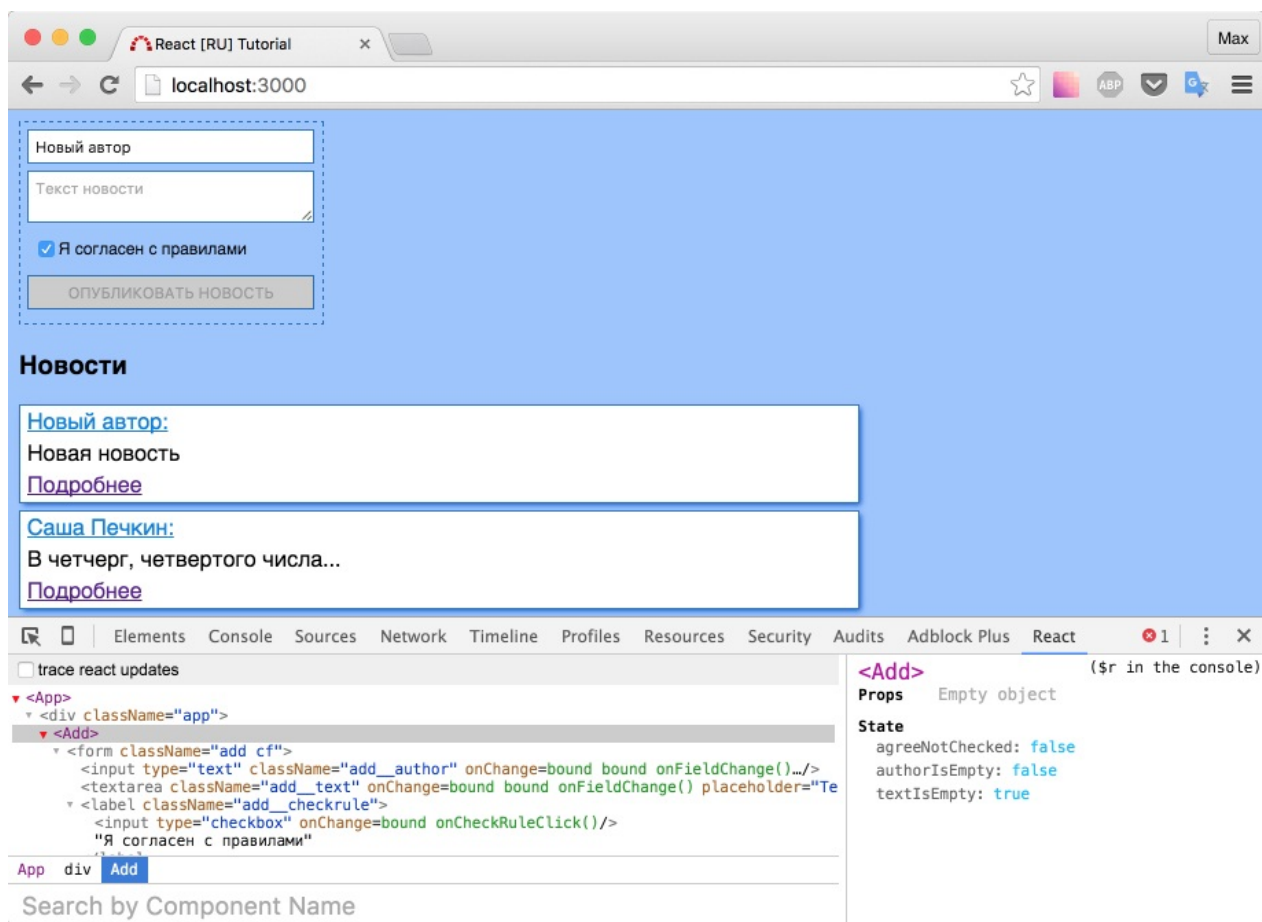 React [RU] Tutorial
Max
localhost:3000
ABP
Новый автор
Текст новости
Я согласен с правилами
ОПУБЛИКОВАТЬ НОВОСТЬ
Новости
Новый автор:
Новая новость
Подробнее
Саша Печкин:
В четчерг, четвертого числа...
Подробнее
Elements Console Sources Network Timeline Profiles Resources Security Audits Adblock Plus React 1
trace react updates
<App>
<div className="app">
<Add>
<form className="add cf">
<input type="text" className="add__author" onChange=bound bound onFieldChange()…/>
<textarea className="add__text" onChange=bound bound onFieldChange() placeholder="Te
<label className="add__checkrule">
<input type="checkbox" onChange=bound onCheckRuleClick()/>
"Я согласен с правилами"
App div Add
Search by Component Name
<Add> ($r in the console)
Props Empty object
State
agreeNotChecked: false
authorIsEmpty: false
textIsEmpty: true